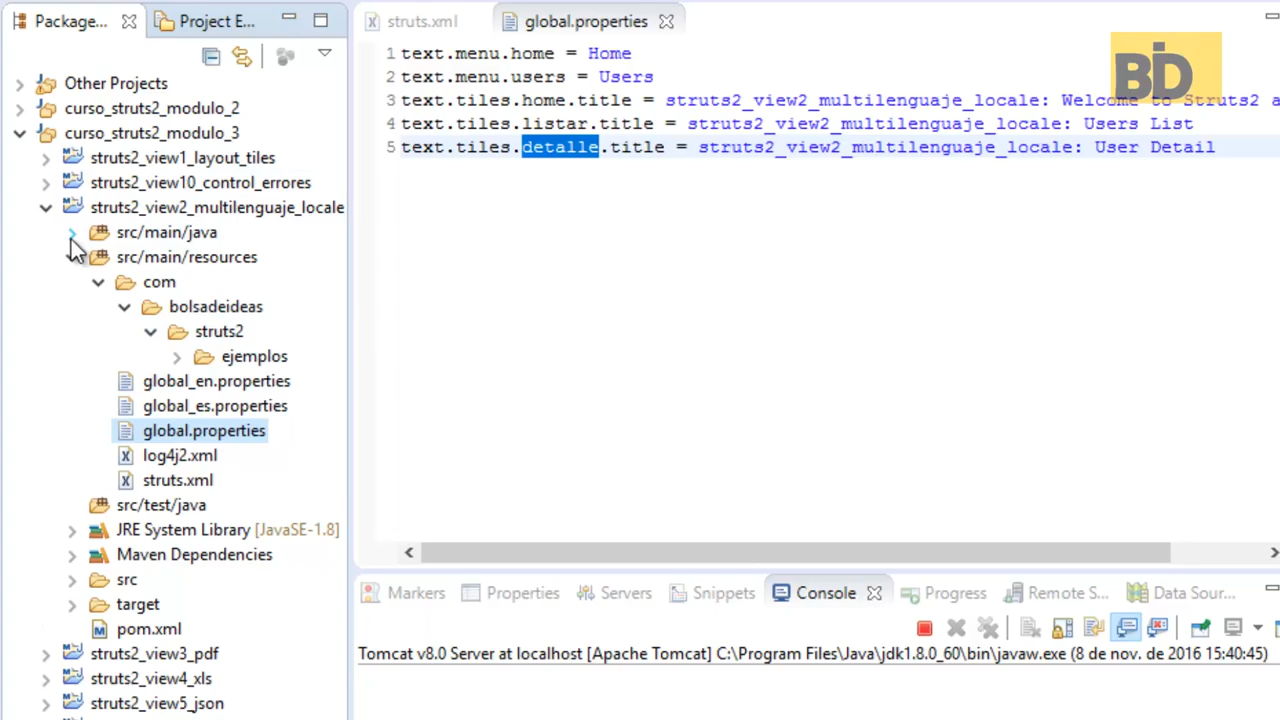 Package...
Project E...
Other Projects
curso_struts2_modulo_2
curso_struts2_modulo_3
struts2_view1_layout_tiles
struts2_view10_control_errores
struts2_view2_multilenguaje_locale
src/main/java
src/main/resources
com
bolsadeideas
struts2
ejemplos
global_en.properties
global_es.properties
global.properties
log4j2.xml
struts.xml
src/test/java
JRE System Library [JavaSE-1.8]
Maven Dependencies
src
target
pom.xml
struts2_view3_pdf
struts2_view4_xls
struts2_view5_json
struts.xml
global.properties
BD
1 text.menu.home = Home
2 text.menu.users = Users
3 text.tiles.home.title = struts2_view2_multilenguaje_locale: Welcome to Struts2 a
4 text.tiles.listar.title = struts2_view2_multilenguaje_locale: Users List
5 text.tiles.detalle.title = struts2_view2_multilenguaje_locale: User Detail
Markers
Properties
Servers
Snippets
Console
Progress
Remote S...
Data Sour...
Tomcat v8.0 Server at localhost [Apache Tomcat] C:\Program Files\Java\jdk1.8.0_60\bin\javaw.exe (8 de nov. de 2016 15:40:45)